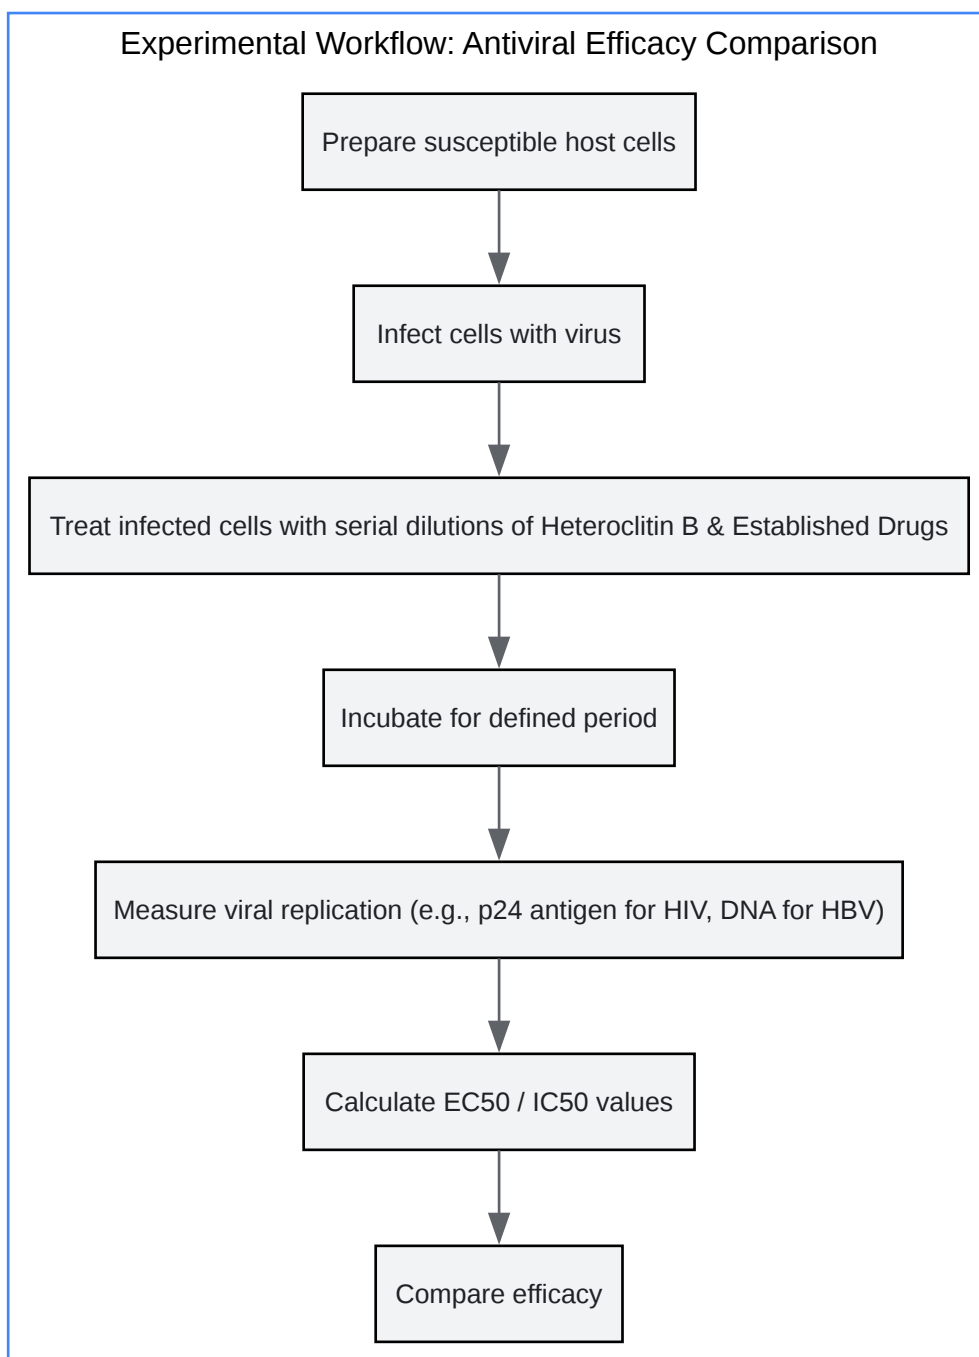 Experimental Workflow: Antiviral Efficacy Comparison
Prepare susceptible host cells
Infect cells with virus
Treat infected cells with serial dilutions of Heteroclitin B & Established Drugs
Incubate for defined period
Measure viral replication (e.g., p24 antigen for HIV, DNA for HBV)
Calculate EC50 / IC50 values
Compare efficacy